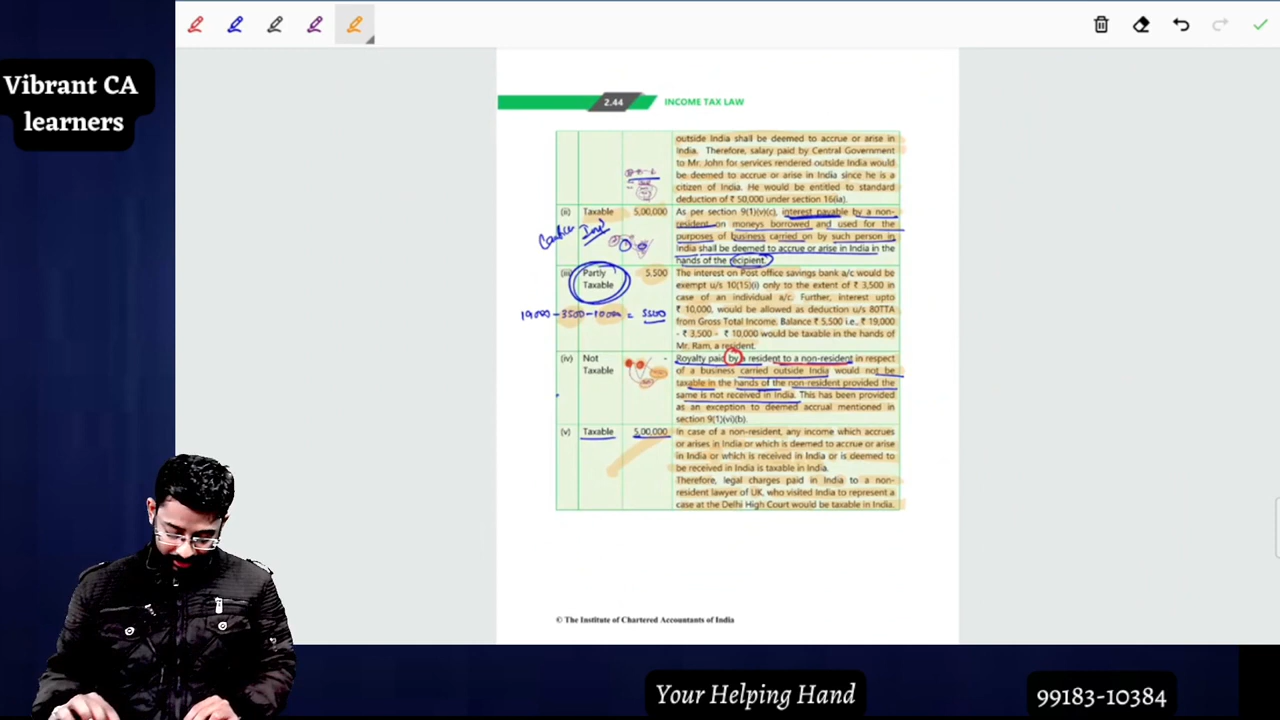 Vibrant CA
learners
2.44
INCOME TAX LAW
outside India shall be deemed to accrue or arise in
India. Therefore, salary paid by Central Government
to Mr. John for services rendered outside India would
be deemed to accrue or arise in India since he is a
citizen of India. He would be entitled to standard
deduction of ₹ 50,000 under section 16(ia).
(ii) Taxable 5,00,000 As per section 9(1)(v)(c), interest payable by a non-
resident on moneys borrowed and used for the
purposes of business carried on by such person in
India shall be deemed to accrue or arise in India in the
hands of the recipient.
(iii) Partly
Taxable
5,500
The interest on Post office savings bank a/c would be
exempt u/s 10(15)(i) only to the extent of ₹ 3,500 in
case of an individual a/c. Further, interest upto
₹ 10,000, would be allowed as deduction u/s 80TTA
from Gross Total Income. Balance ₹ 5,500 i.e., ₹ 19,000
- ₹ 3,500 - ₹ 10,000 would be taxable in the hands of
Mr. Ram, a resident.
19000 - 3500 - 10000 = 5500
(iv) Not
Taxable
-
Royalty paid by a resident to a non-resident in respect
of a business carried outside India would not be
taxable in the hands of the non-resident provided the
same is not received in India. This has been provided
as an exception to deemed accrual mentioned in
section 9(1)(vi)(b).
(v) Taxable 5,00,000 In case of a non-resident, any income which accrues
or arises in India or which is deemed to accrue or arise
in India or which is received in India or is deemed to
be received in India is taxable in India.
Therefore, legal charges paid in India to a non-
resident lawyer of UK, who visited India to represent a
case at the Delhi High Court would be taxable in India.
© The Institute of Chartered Accountants of India
Your Helping Hand
99183-10384